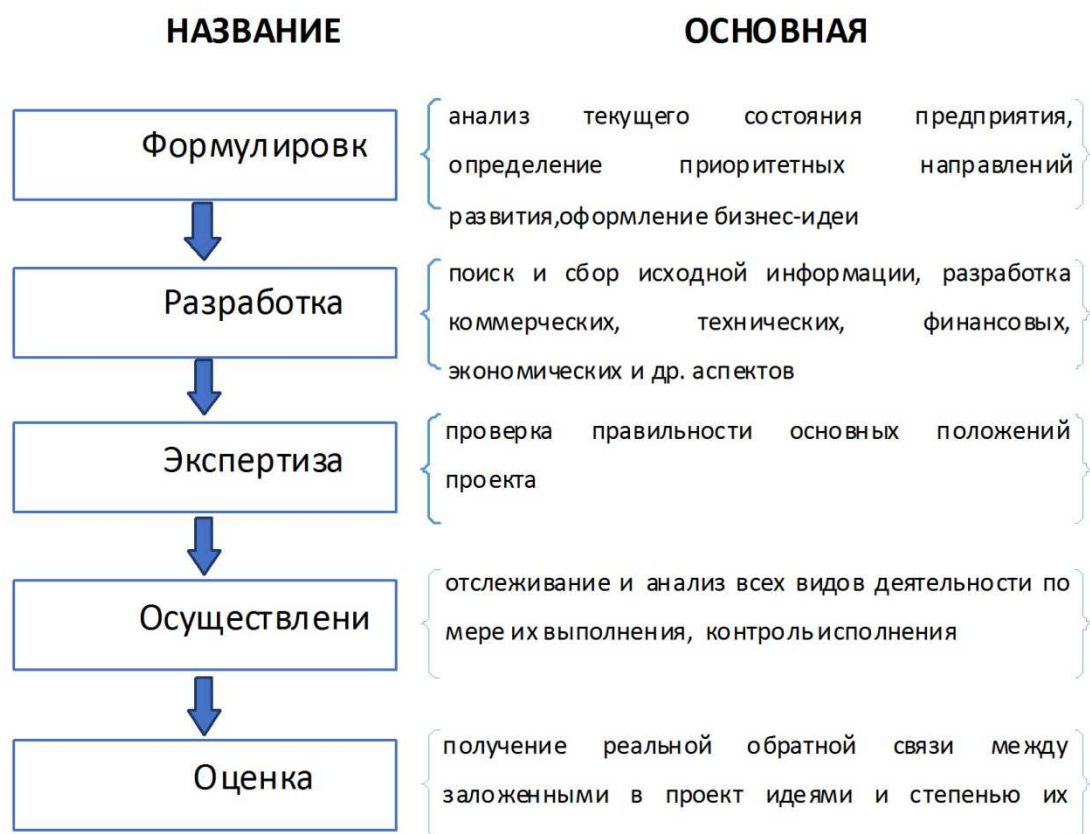 НАЗВАНИЕ
ОСНОВНАЯ
Формулировк
анализ текущего состояния предприятия,
определение приоритетных направлений
развития,оформление бизнес-идеи
Разработка
поиск и сбор исходной информации, разработка
коммерческих, технических, финансовых,
экономических и др. аспектов
Экспертиза
проверка правильности основных положений
проекта
Осуществлени
отслеживание и анализ всех видов деятельности по
мере их выполнения, контроль исполнения
Оценка
получение реальной обратной связи между
заложенными в проект идеями и степенью их